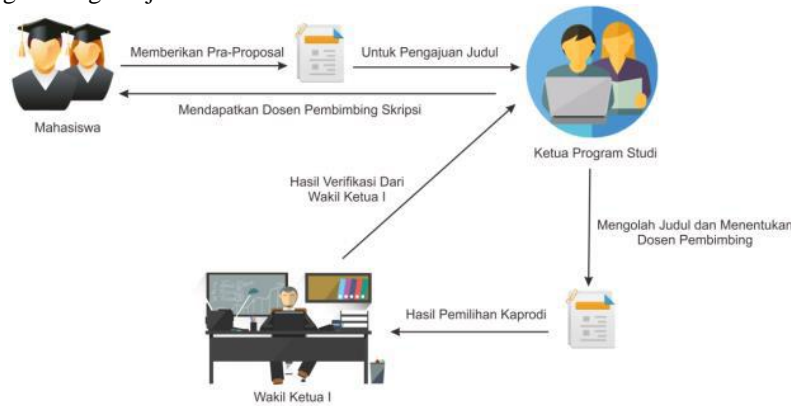 Memberikan Pra-Proposal
Untuk Pengajuan Judul
Mendapatkan Dosen Pembimbing Skripsi
Mahasiswa
Ketua Program Studi
Hasil Verifikasi Dari
Wakil Ketua I
Mengolah Judul dan Menentukan
Dosen Pembimbing
Hasil Pemilihan Kaprodi
Wakil Ketua I